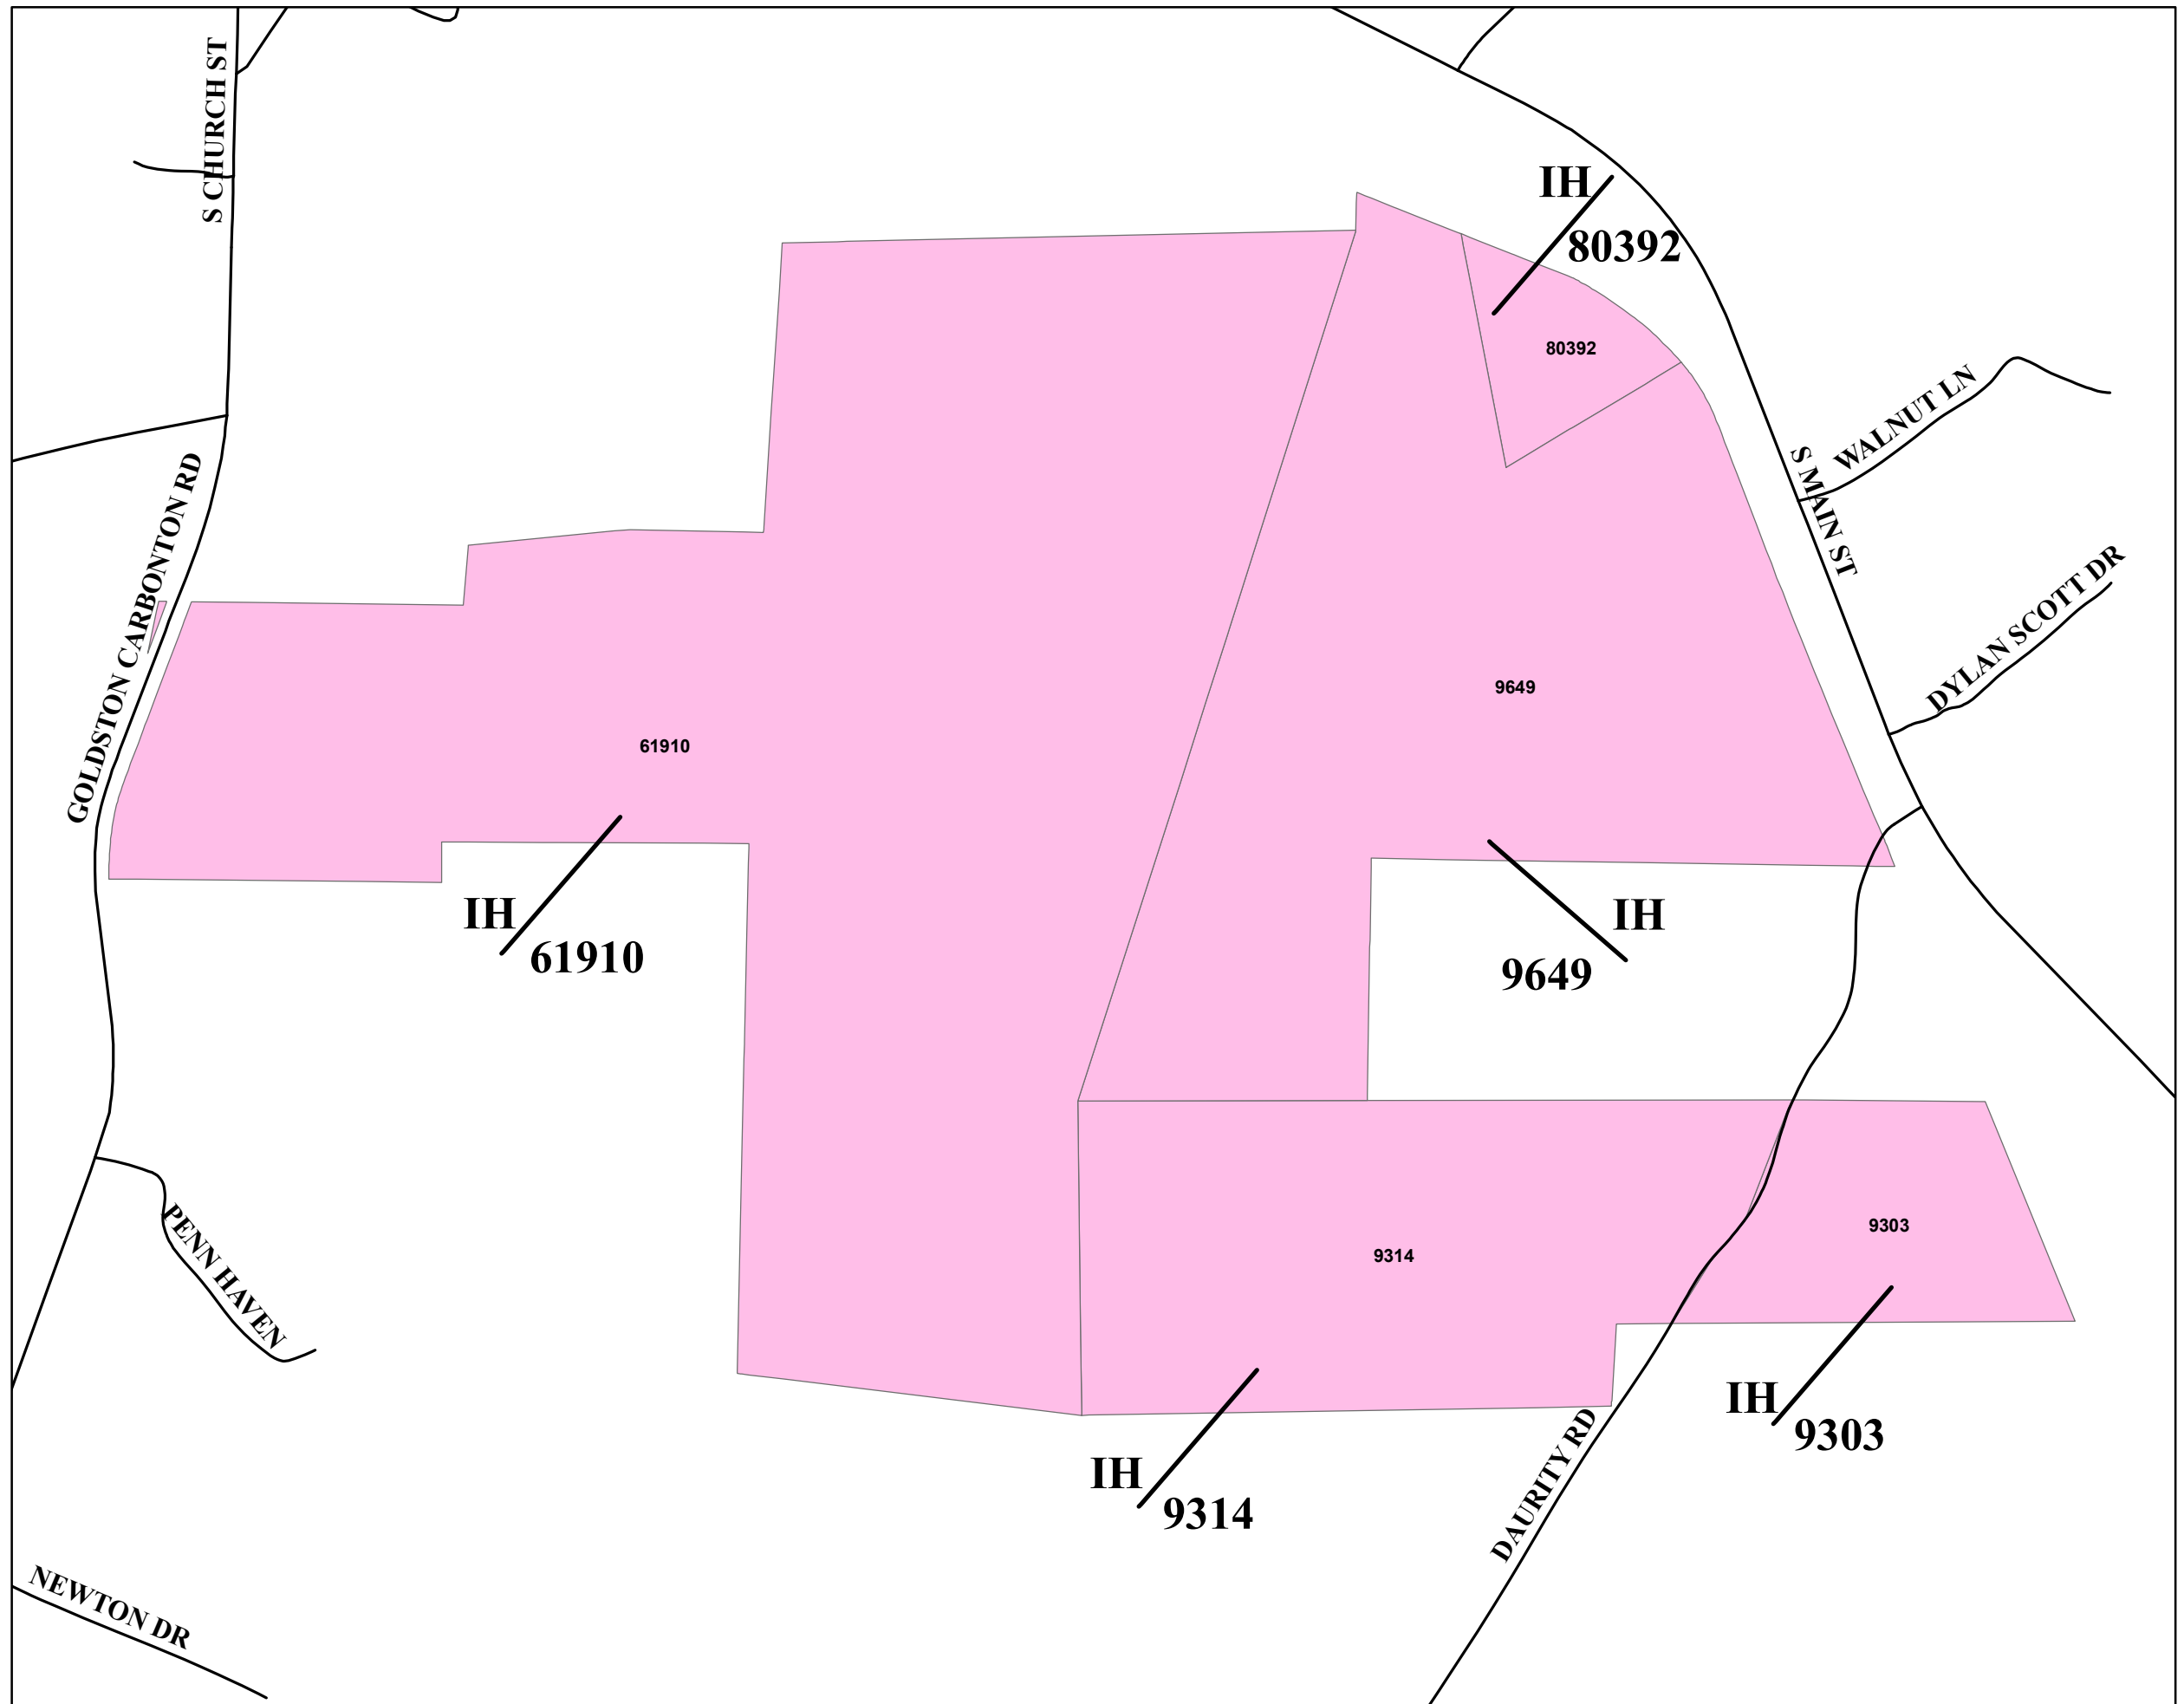 S CHURCH ST
IH
80392
80392
WALNUT LN
S MAIN ST
GOLDSTON CARBONTON RD
DYLAN SCOTT DR
9649
61910
IH
61910
IH
9649
PENN HAVEN
9303
9314
IH
9303
IH
9314
DAURITY RD
NEWTON DR